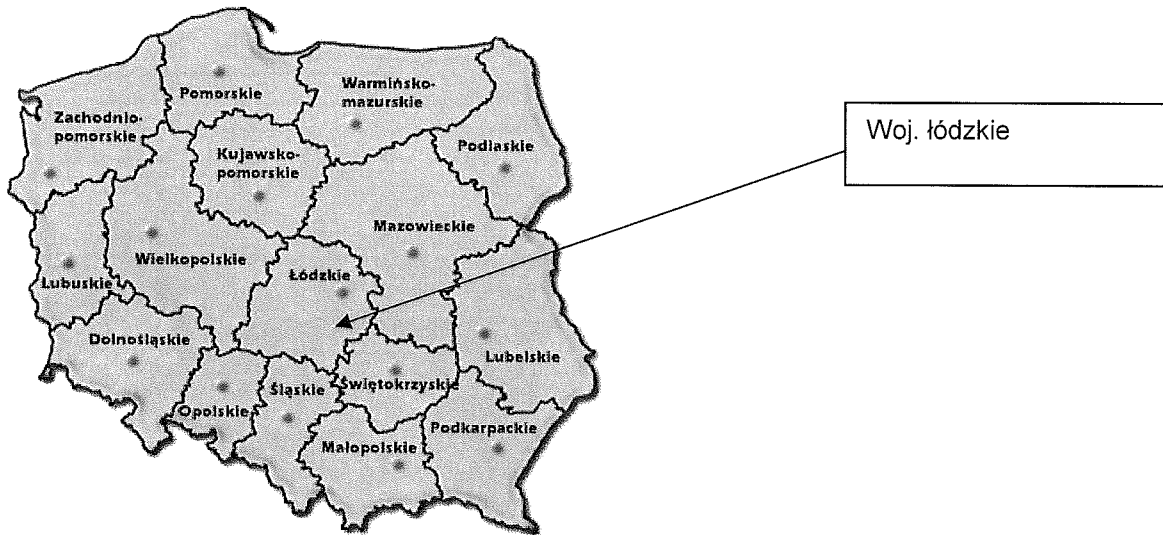 Pomorskie
Warmińsko-
mazurskie
Zachodnio-
pomorskie
Kujawsko-
pomorskie
Podlaskie
Woj. łódzkie
Mazowieckie
Wielkopolskie
Łódzkie
Lubuskie
Dolnośląskie
Lubelskie
Opolskie
Śląskie
Świętokrzyskie
Małopolskie
Podkarpackie